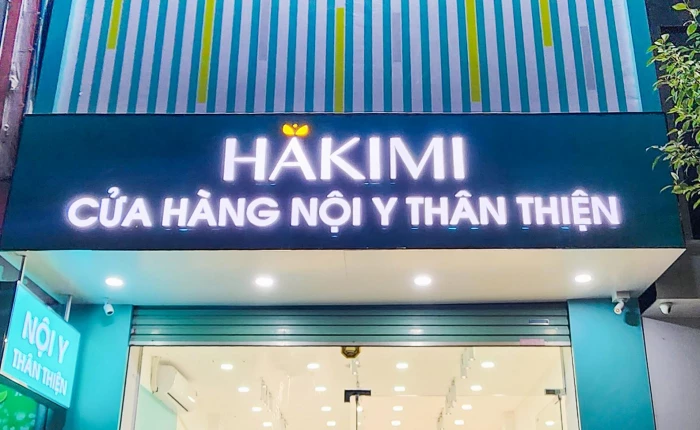 HAKIMI
CỬA HÀNG NỘI Y THÂN THIỆN
NỘI Y
THÂN THIỆN